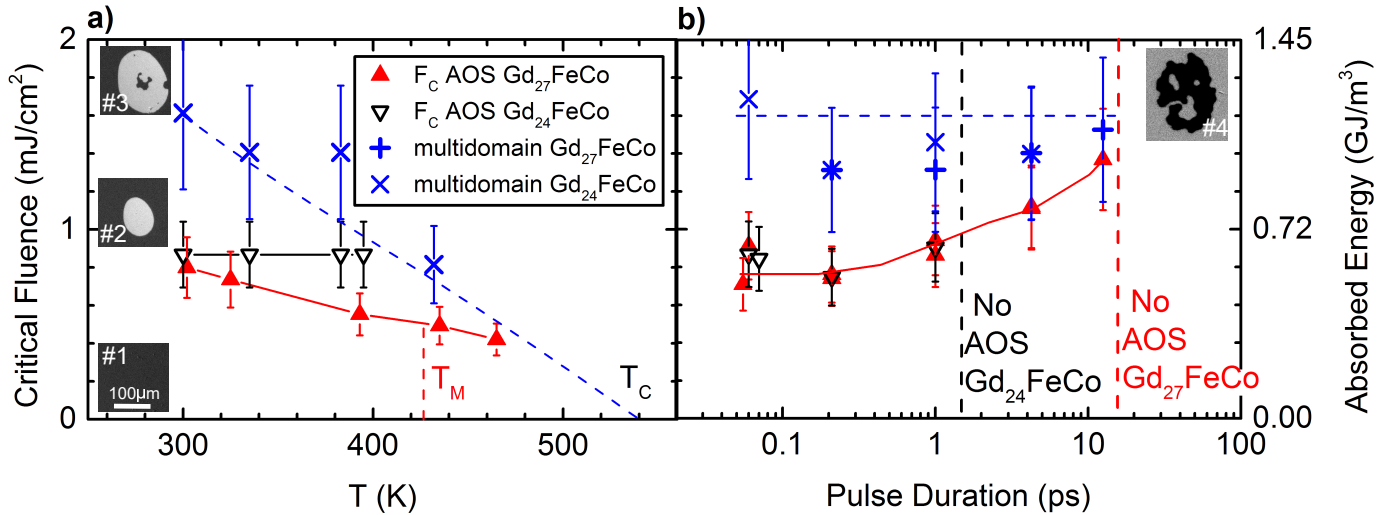 a)
b)
2
1
0
Critical Fluence (mJ/cm²)
#3
#2
#1
100μm
F_C AOS Gd₂₇FeCo
F_C AOS Gd₂₄FeCo
multidomain Gd₂₇FeCo
multidomain Gd₂₄FeCo
T_M
T_C
300
400
500
T (K)
#4
No
AOS
Gd₂₄FeCo
No
AOS
Gd₂₇FeCo
0.1
1
10
100
Pulse Duration (ps)
1.45
0.72
0.00
Absorbed Energy (GJ/m³)